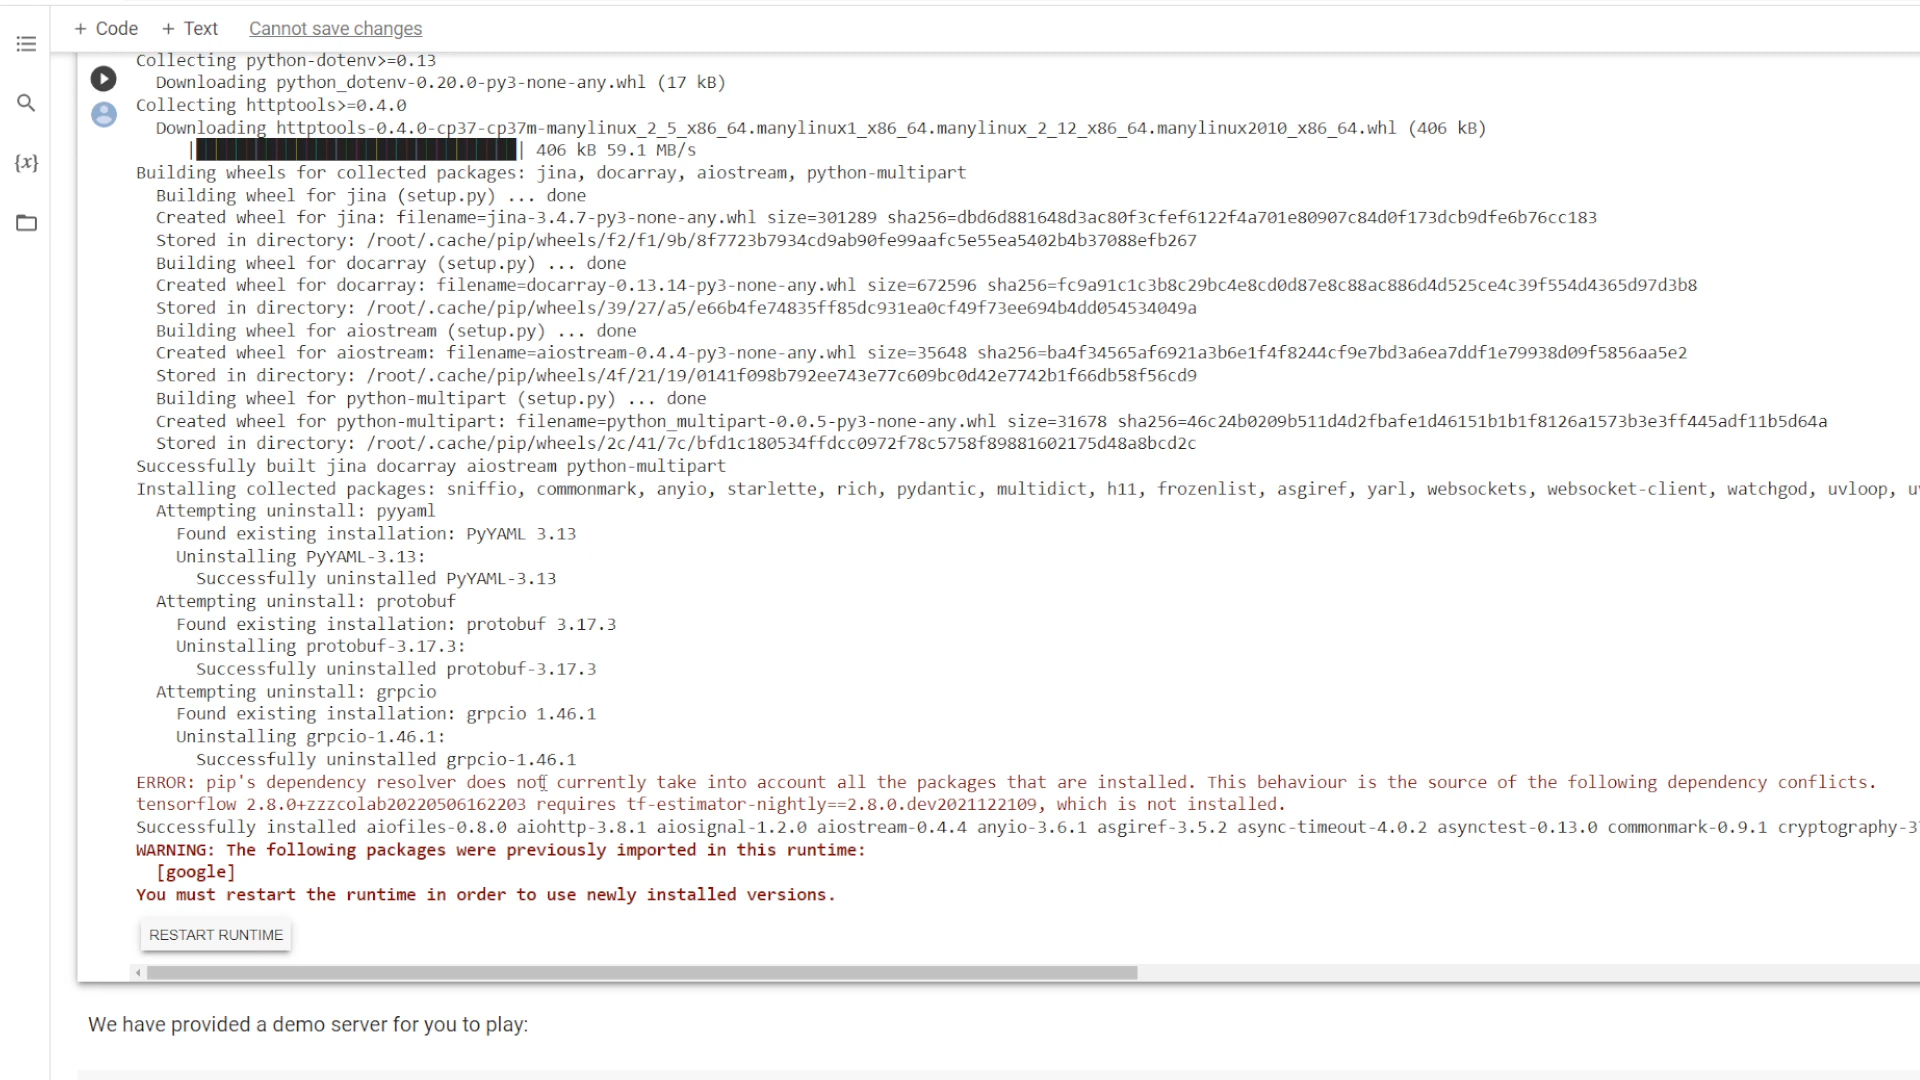 + Code + Text Cannot save changes
Collecting python-dotenv>=0.13
Downloading python_dotenv-0.20.0-py3-none-any.whl (17 kB)
Collecting httptools>=0.4.0
Downloading httptools-0.4.0-cp37-cp37m-manylinux_2_5_x86_64.manylinux1_x86_64.manylinux_2_12_x86_64.manylinux2010_x86_64.whl (406 kB)
| | 406 kB 59.1 MB/s
Building wheels for collected packages: jina, docarray, aiostream, python-multipart
{x}
Building wheel for jina (setup.py) ... done
Created wheel for jina: filename=jina-3.4.7-py3-none-any.whl size=301289 sha256=dbd6d881648d3ac80f3cfef6122f4a701e80907c84d0f173dcb9dfe6b76cc183
Stored in directory: /root/.cache/pip/wheels/f2/f1/9b/8f7723b7934cd9ab90fe99aafc5e55ea5402b4b37088efb267
Building wheel for docarray (setup.py) ... done
Created wheel for docarray: filename=docarray-0.13.14-py3-none-any.whl size=672596 sha256=fc9a91c1c3b8c29bc4e8cd0d87e8c88ac886d4d525ce4c39f554d4365d97d3b8
Stored in directory: /root/.cache/pip/wheels/39/27/a5/e66b4fe74835ff85dc931ea0cf49f73ee694b4dd054534049a
Building wheel for aiostream (setup.py) ... done
Created wheel for aiostream: filename=aiostream-0.4.4-py3-none-any.whl size=35648 sha256=ba4f34565af6921a3b6e1f4f8244cf9e7bd3a6ea7ddf1e79938d09f5856aa5e2
Stored in directory: /root/.cache/pip/wheels/4f/21/19/0141f098b792ee743e77c609bc0d42e7742b1f66db58f56cd9
Building wheel for python-multipart (setup.py) ... done
Created wheel for python-multipart: filename=python_multipart-0.0.5-py3-none-any.whl size=31678 sha256=46c24b0209b511d4d2fbafe1d46151b1b1f8126a1573b3e3ff445adf11b5d64a
Stored in directory: /root/.cache/pip/wheels/2c/41/7c/bfd1c180534ffdcc0972f78c5758f89881602175d48a8bcd2c
Successfully built jina docarray aiostream python-multipart
Installing collected packages: sniffio, commonmark, anyio, starlette, rich, pydantic, multidict, h11, frozenlist, asgiref, yarl, websockets, websocket-client, watchgod, uvloop,
Attempting uninstall: pyyaml
Found existing installation: PyYAML 3.13
Uninstalling PyYAML-3.13:
Successfully uninstalled PyYAML-3.13
Attempting uninstall: protobuf
Found existing installation: protobuf 3.17.3
Uninstalling protobuf-3.17.3:
Successfully uninstalled protobuf-3.17.3
Attempting uninstall: grpcio
Found existing installation: grpcio 1.46.1
Uninstalling grpcio-1.46.1:
Successfully uninstalled grpcio-1.46.1
ERROR: pip's dependency resolver does not currently take into account all the packages that are installed. This behaviour is the source of the following dependency conflicts.
tensorflow 2.8.0+zzzcolab20220506162203 requires tf-estimator-nightly==2.8.0.dev2021122109, which is not installed.
Successfully installed aiofiles-0.8.0 aiohttp-3.8.1 aiosignal-1.2.0 aiostream-0.4.4 anyio-3.6.1 asgiref-3.5.2 async-timeout-4.0.2 asynctest-0.13.0 commonmark-0.9.1 cryptography-3
WARNING: The following packages were previously imported in this runtime:
[google]
You must restart the runtime in order to use newly installed versions.
RESTART RUNTIME
We have provided a demo server for you to play: